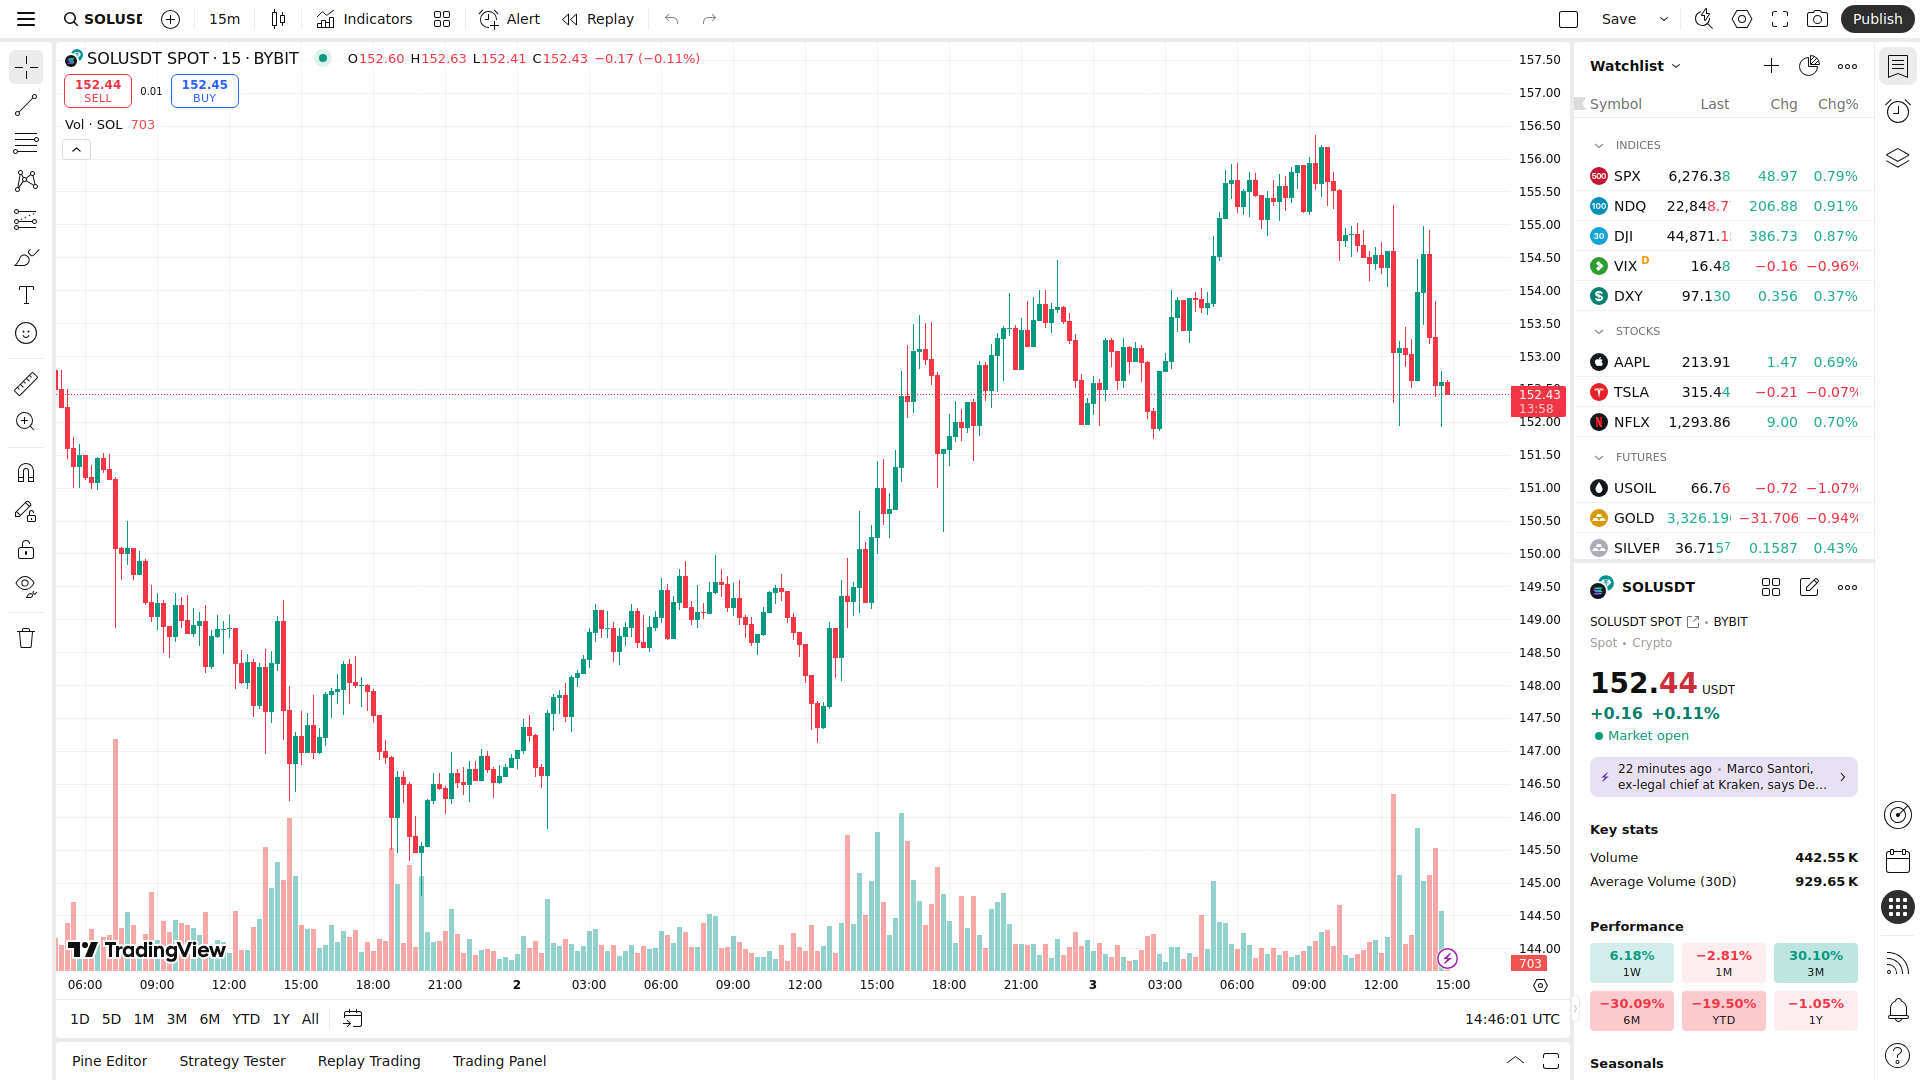 SOLUSD 15m Indicators Alert Replay Save Publish
SOLUSDT SPOT · 15 · BYBIT O152.60 H152.63 L152.41 C152.43 −0.17 (−0.11%)
152.44 SELL 0.01 152.45 BUY
Vol · SOL 703
157.50
157.00
156.50
156.00
155.50
155.00
154.50
154.00
153.50
153.00
152.43
13:58
152.00
151.50
151.00
150.50
150.00
149.50
149.00
148.50
148.00
147.50
147.00
146.50
146.00
145.50
145.00
144.50
144.00
703
TradingView
06:00 09:00 12:00 15:00 18:00 21:00 2 03:00 06:00 09:00 12:00 15:00 18:00 21:00 3 03:00 06:00 09:00 12:00 15:00
1D 5D 1M 3M 6M YTD 1Y All 14:46:01 UTC
Pine Editor Strategy Tester Replay Trading Trading Panel
Watchlist
Symbol Last Chg Chg%
INDICES
500 SPX 6,276.38 48.97 0.79%
100 NDQ 22,848.7 206.88 0.91%
30 DJI 44,871.1 386.73 0.87%
VIX D 16.48 −0.16 −0.96%
DXY 97.130 0.356 0.37%
STOCKS
AAPL 213.91 1.47 0.69%
TSLA 315.44 −0.21 −0.07%
NFLX 1,293.86 9.00 0.70%
FUTURES
USOIL 66.76 −0.72 −1.07%
GOLD 3,326.19 −31.706 −0.94%
SILVER 36.7157 0.1587 0.43%
SOLUSDT
SOLUSDT SPOT • BYBIT
Spot • Crypto
152.44 USDT
+0.16 +0.11%
Market open
22 minutes ago • Marco Santori,
ex-legal chief at Kraken, says De...
Key stats
Volume 442.55 K
Average Volume (30D) 929.65 K
Performance
6.18% −2.81% 30.10%
1W 1M 3M
−30.09% −19.50% −1.05%
6M YTD 1Y
Seasonals